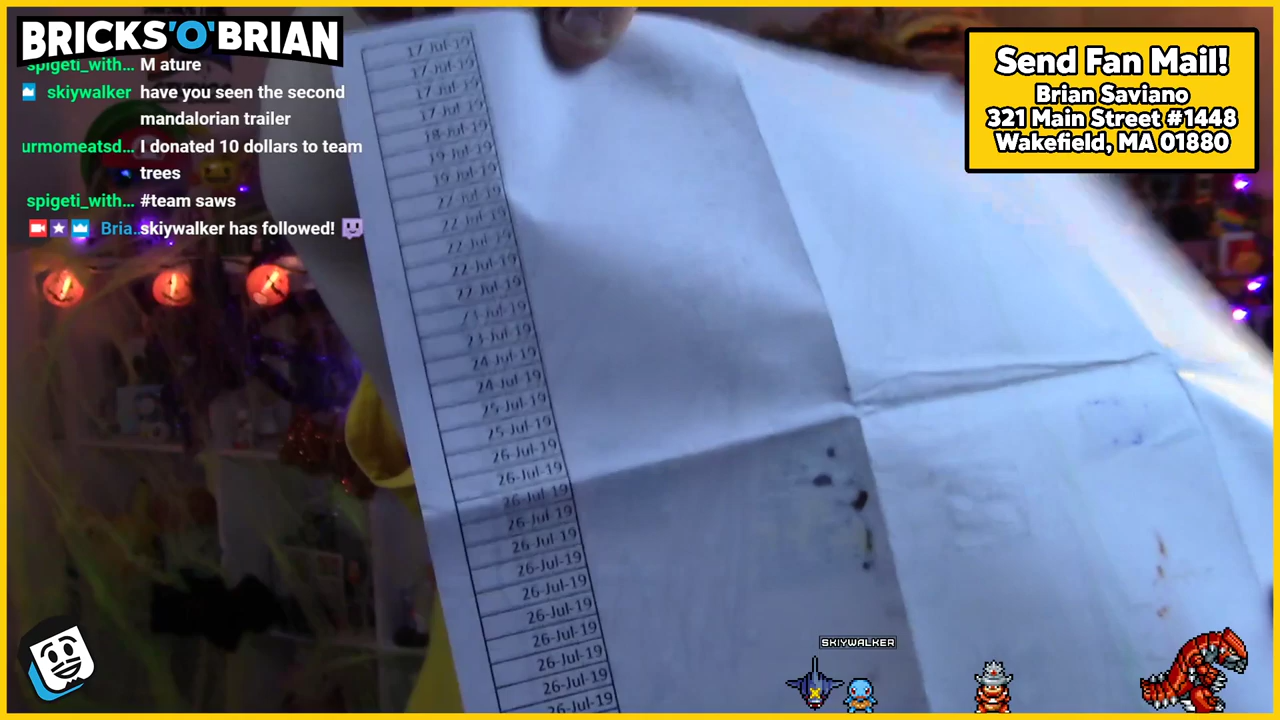 BRICKS'O'BRIAN
spigeti_with... M ature
skiywalker have you seen the second
mandalorian trailer
urmomeatsd... I donated 10 dollars to team
trees
spigeti_with... #team saws
Bria.. skiywalker has followed!
Send Fan Mail!
Brian Saviano
321 Main Street #1448
Wakefield, MA 01880
17-Jul-19
17-Jul-19
17-Jul-19
17-Jul-19
18-Jul-19
19-Jul-19
19-Jul-19
22-Jul-19
22-Jul-19
22-Jul-19
22-Jul-19
23-Jul-19
23-Jul-19
24-Jul-19
24-Jul-19
25-Jul-19
25-Jul-19
26-Jul-19
26-Jul-19
26-Jul-19
26-Jul-19
26-Jul-19
26-Jul-19
26-Jul-19
26-Jul-19
26-Jul-19
26-Jul-19
26-Jul-19
26-Jul-19
SKIYWALKER